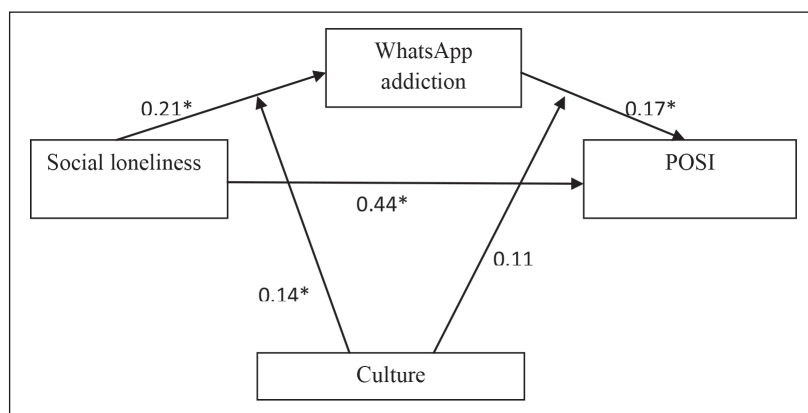 WhatsApp
addiction
0.21*
0.17*
Social loneliness
POSI
0.44*
0.11
0.14*
Culture